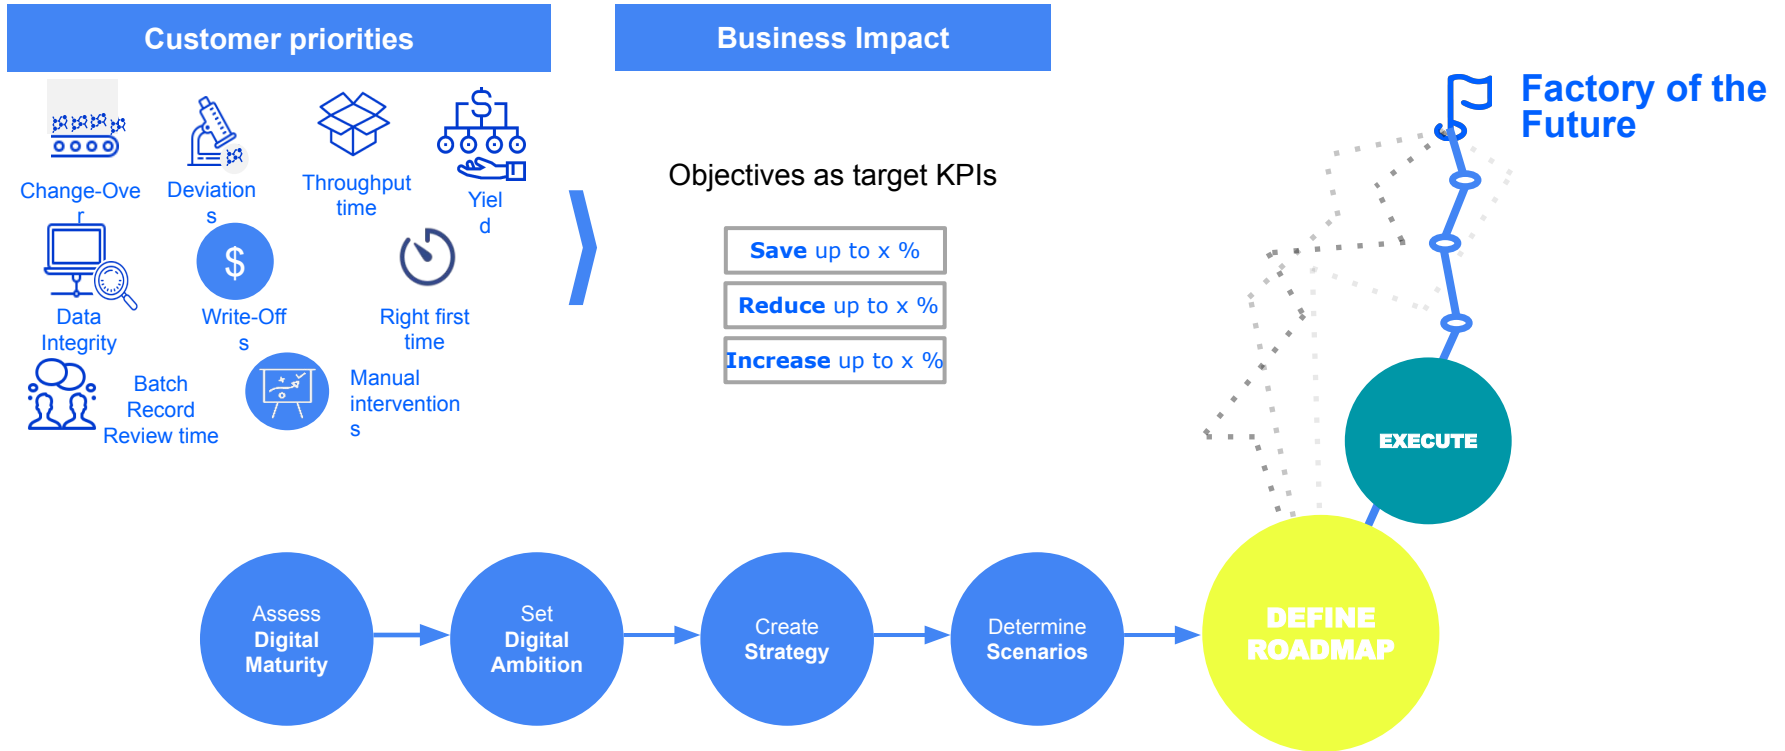 Customer priorities
Business Impact
Factory of the
Future
Change-Ove
r
Deviation
s
Throughput
time
Yiel
d
Objectives as target KPIs
Save up to x %
Reduce up to x %
Increase up to x %
$
Data
Integrity
Write-Off
s
Right first
time
Batch
Record
Review time
Manual
intervention
s
EXECUTE
Assess
Digital
Maturity
Set
Digital
Ambition
Create
Strategy
Determine
Scenarios
DEFINE
ROADMAP